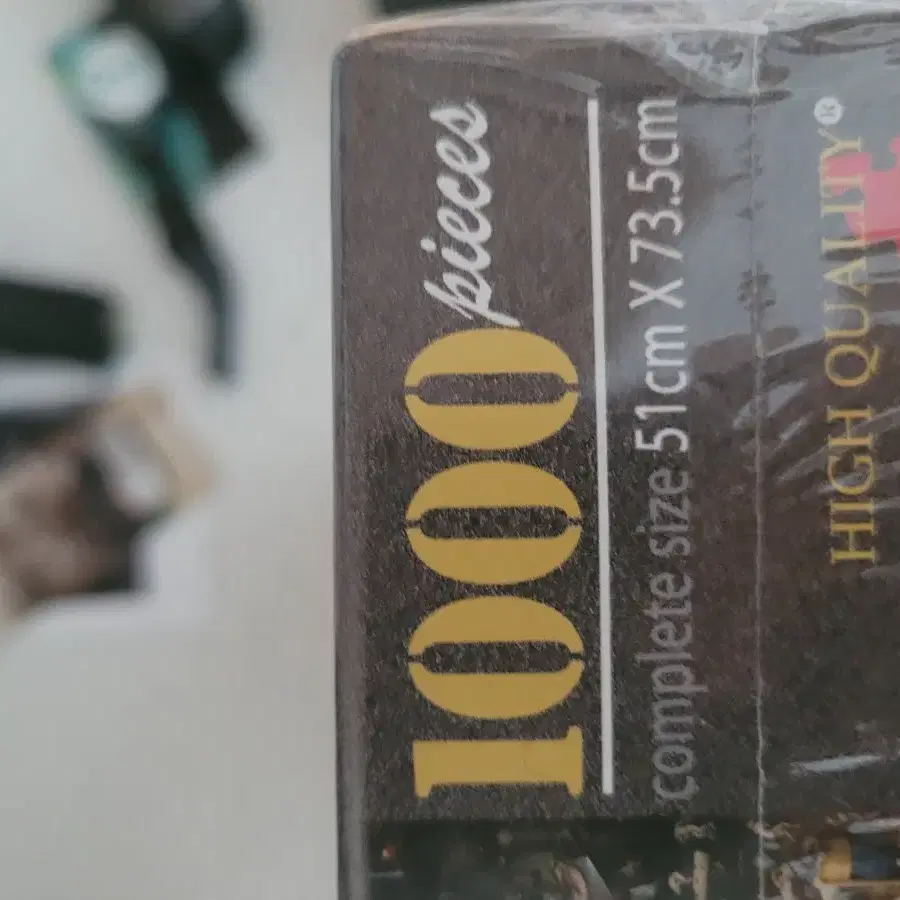 1000 pieces
complete size 51cm X 73.5cm
HIGH QUALITY®